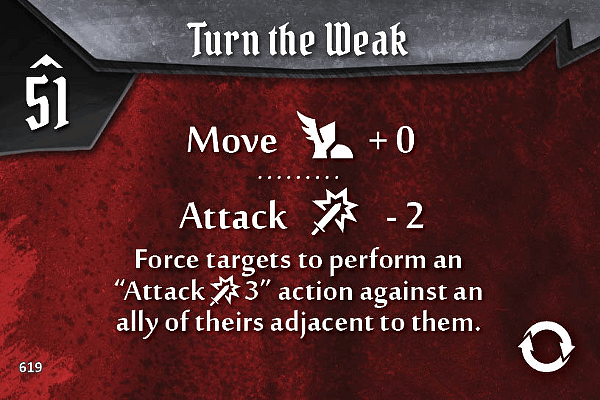 Turn the Weak
51
Move + 0
Attack - 2
Force targets to perform an
“Attack 3” action against an
ally of theirs adjacent to them.
619